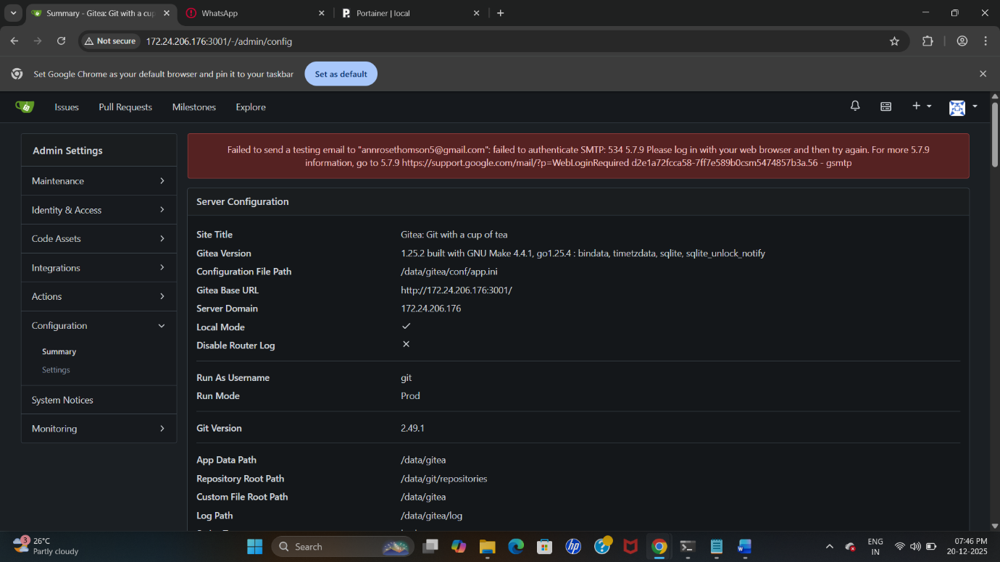 Summary - Gitea: Git with a cup
WhatsApp
Portainer | local
Not secure
172.24.206.176:3001/-/admin/config
Set Google Chrome as your default browser and pin it to your taskbar
Set as default
Issues
Pull Requests
Milestones
Explore
Admin Settings
Maintenance
Identity & Access
Code Assets
Integrations
Actions
Configuration
Summary
Settings
System Notices
Monitoring
Failed to send a testing email to "annrosethomson5@gmail.com": failed to authenticate SMTP: 534 5.7.9 Please log in with your web browser and then try again. For more 5.7.9
information, go to 5.7.9 https://support.google.com/mail/?p=WebLoginRequired d2e1a72fcca58-7ff7e589b0csm5474857b3a.56 - gsmtp
Server Configuration
Site Title Gitea: Git with a cup of tea
Gitea Version 1.25.2 built with GNU Make 4.4.1, go1.25.4 : bindata, timetzdata, sqlite, sqlite_unlock_notify
Configuration File Path /data/gitea/conf/app.ini
Gitea Base URL http://172.24.206.176:3001/
Server Domain 172.24.206.176
Local Mode
Disable Router Log
Run As Username git
Run Mode Prod
Git Version 2.49.1
App Data Path /data/gitea
Repository Root Path /data/git/repositories
Custom File Root Path /data/gitea
Log Path /data/gitea/log
3
26°C
Partly cloudy
Search
hp
ENG
IN
07:46 PM
20-12-2025